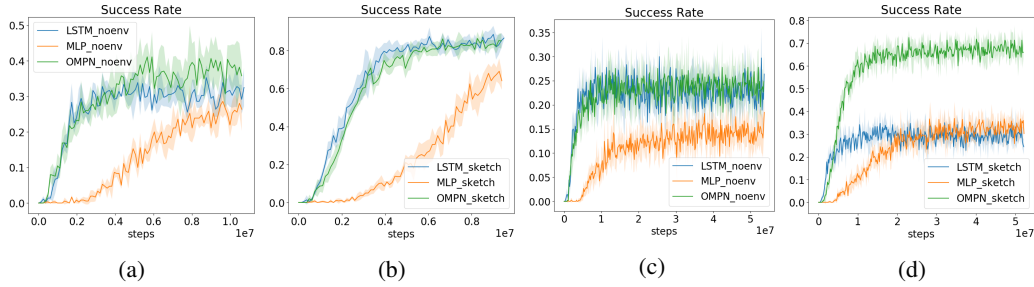 Success Rate
0.5
0.4
0.3
0.2
0.1
0.0
LSTM_noenv
MLP_noenv
OMPN_noenv
0.0 0.2 0.4 0.6 0.8 1.0
steps
1e7
(a)
Success Rate
0.8
0.6
0.4
0.2
0.0
LSTM_sketch
MLP_sketch
OMPN_sketch
0.0 0.2 0.4 0.6 0.8
steps
1e7
(b)
Success Rate
0.35
0.30
0.25
0.20
0.15
0.10
0.05
0.00
LSTM_noenv
MLP_noenv
OMPN_noenv
0 1 2 3 4 5
steps
1e7
(c)
Success Rate
0.8
0.7
0.6
0.5
0.4
0.3
0.2
0.1
0.0
LSTM_sketch
MLP_sketch
OMPN_sketch
0 1 2 3 4 5
steps
1e7
(d)